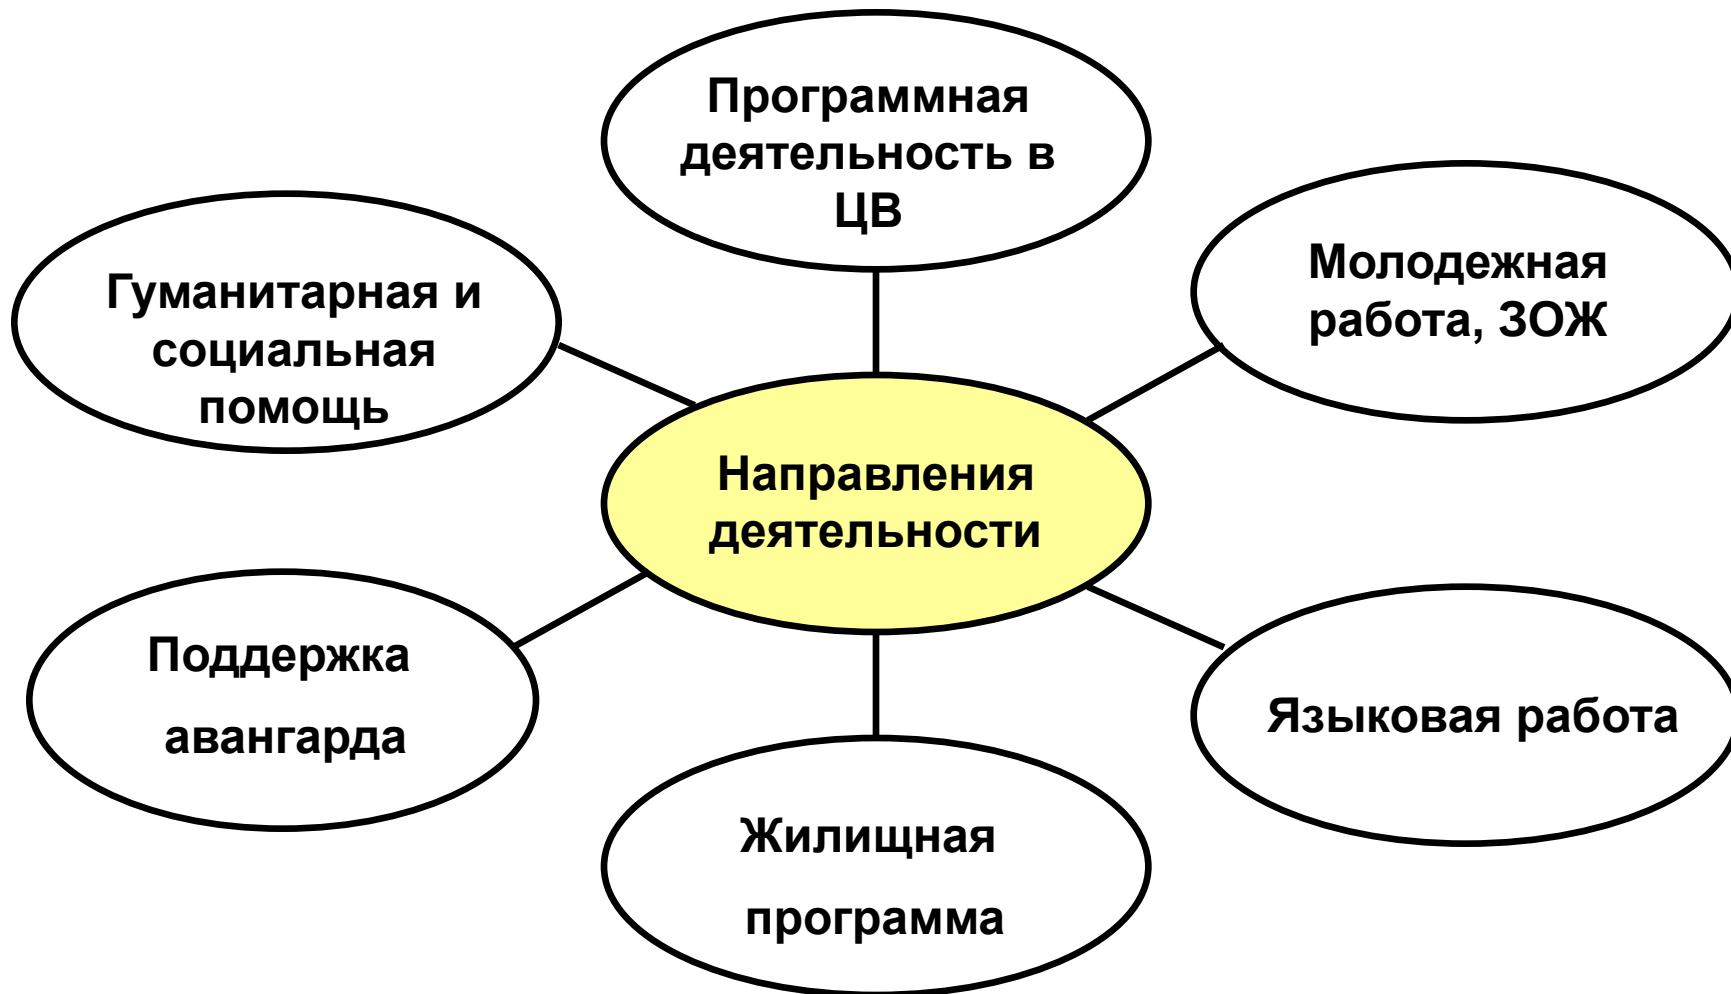 Программная
деятельность в
ЦВ
Гуманитарная и
социальная
помощь
Молодежная
работа, ЗОЖ
Направления
деятельности
Поддержка
авангарда
Языковая работа
Жилищная
программа